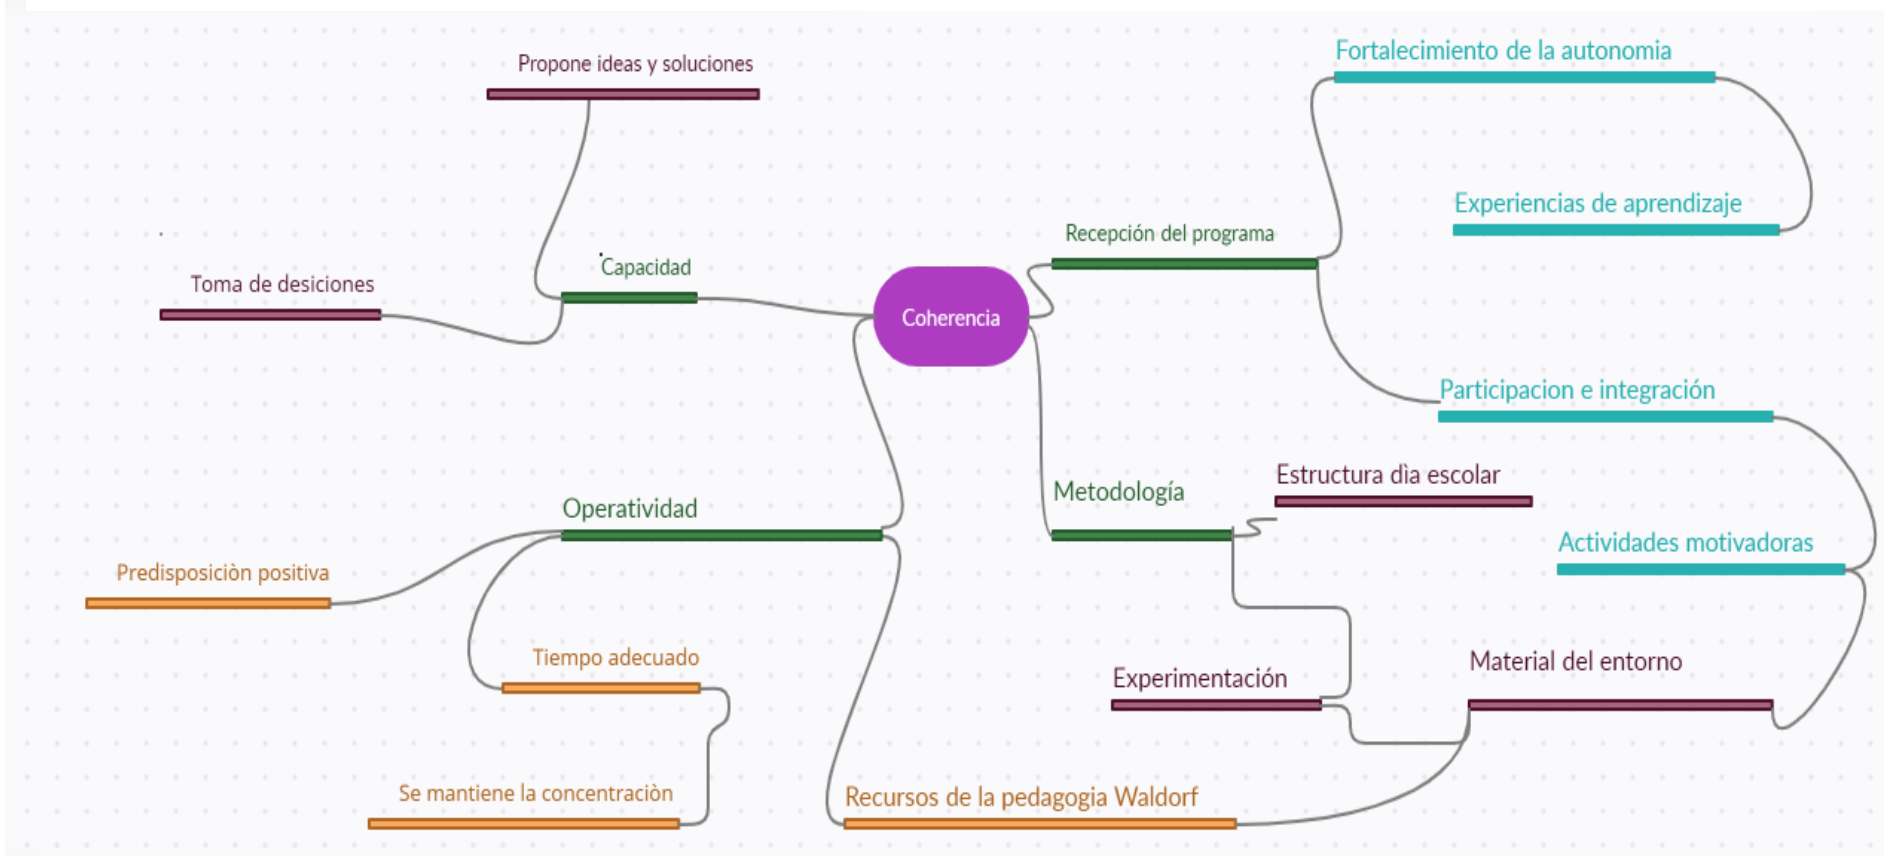 Propone ideas y soluciones
Fortalecimiento de la autonomia
Experiencias de aprendizaje
Recepción del programa
Capacidad
Toma de desiciones
Coherencia
Participacion e integración
Estructura dìa escolar
Metodología
Operatividad
Actividades motivadoras
Predisposiciòn positiva
Tiempo adecuado
Material del entorno
Experimentación
Se mantiene la concentraciòn
Recursos de la pedagogia Waldorf